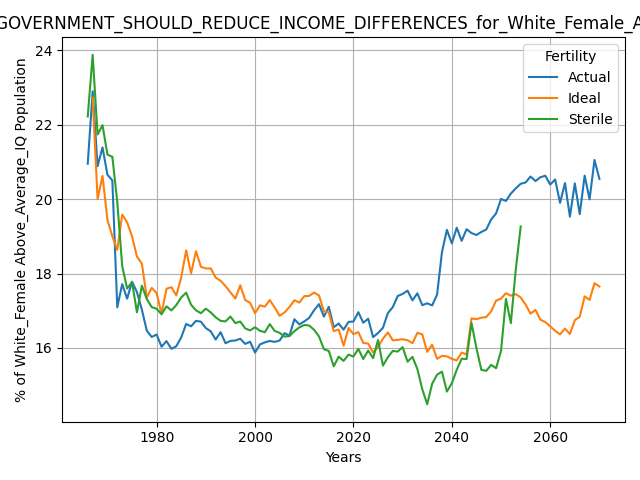 GOVERNMENT_SHOULD_REDUCE_INCOME_DIFFERENCES_for_White_Female_A
Fertility
Actual
Ideal
Sterile
% of White_Female Above_Average_IQ Population
24
22
20
18
16
1980 2000 2020 2040 2060
Years